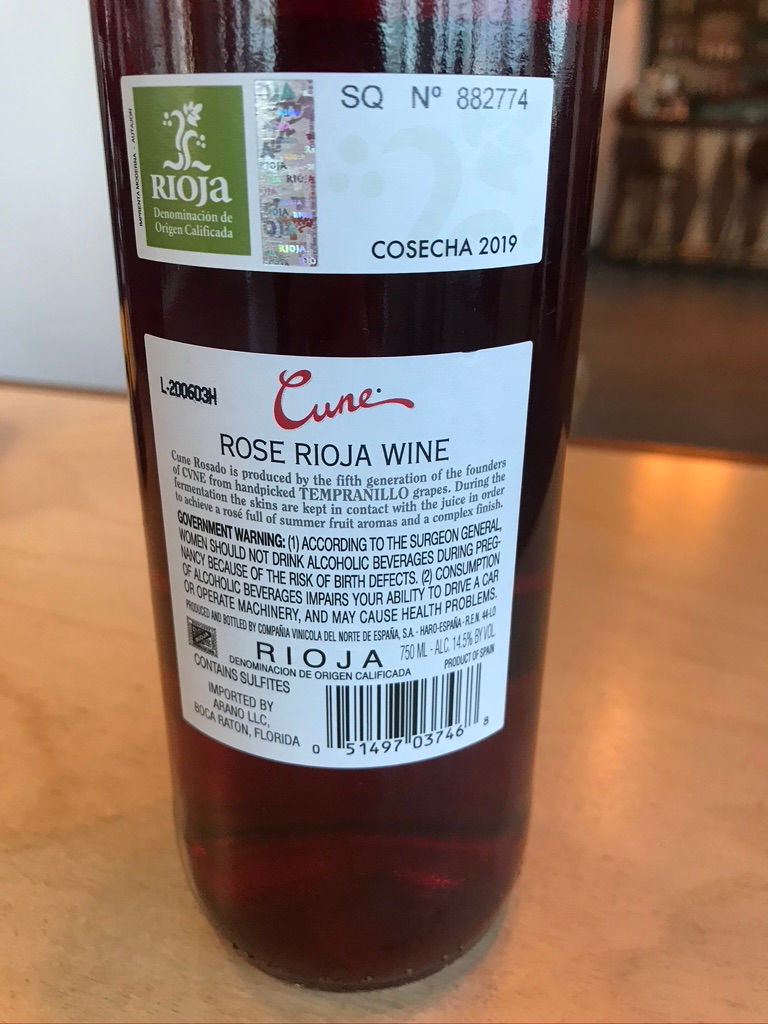 SQ Nº 882774
IMPRENTA MODERNA - AUTAJON
RIOJA
Denominación de
Origen Calificada
COSECHA 2019
L-200603H
Cune
ROSE RIOJA WINE
Cune Rosado is produced by the fifth generation of the founders
of CVNE from handpicked TEMPRANILLO grapes. During the
fermentation the skins are kept in contact with the juice in order
to achieve a rosé full of summer fruit aromas and a complex finish.
GOVERNMENT WARNING: (1) ACCORDING TO THE SURGEON GENERAL,
WOMEN SHOULD NOT DRINK ALCOHOLIC BEVERAGES DURING PREG-
NANCY BECAUSE OF THE RISK OF BIRTH DEFECTS. (2) CONSUMPTION
OF ALCOHOLIC BEVERAGES IMPAIRS YOUR ABILITY TO DRIVE A CAR
OR OPERATE MACHINERY, AND MAY CAUSE HEALTH PROBLEMS.
PRODUCED AND BOTTLED BY COMPAÑIA VINICOLA DEL NORTE DE ESPAÑA, S.A. - HARO-ESPAÑA - R.E.N. 44-LO
RIOJA 750 ML - ALC. 14.5% BY VOL.
DENOMINACION DE ORIGEN CALIFICADA PRODUCT OF SPAIN
CONTAINS SULFITES
IMPORTED BY
ARANO LLC,
BOCA RATON, FLORIDA
0 51497 03746 8